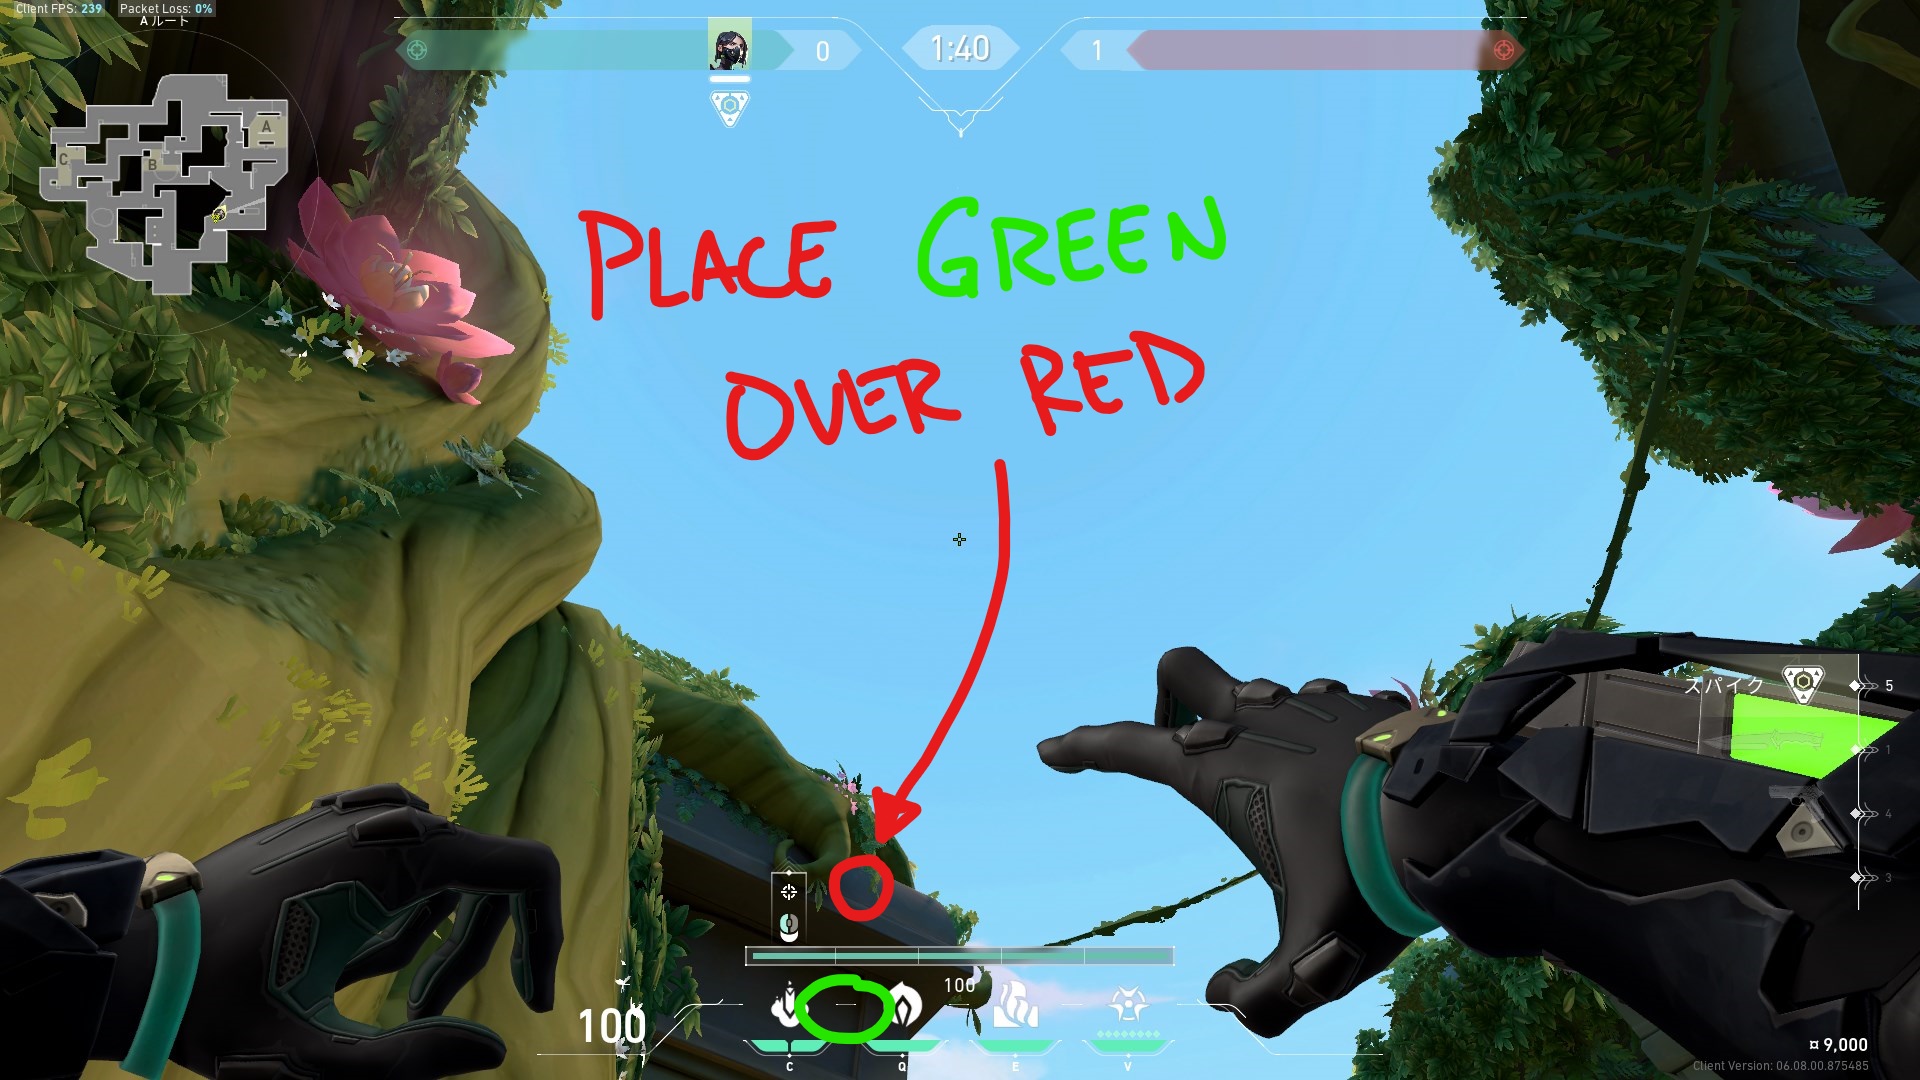 Client FPS: 239 Packet Loss: 0%
A ルート
0 1:40 1
A
B
C
PLACE GREEN
OVER RED
スパイク 5
1
4
3
100
100
C Q E V
¤ 9,000
Client Version: 06.08.00.875485